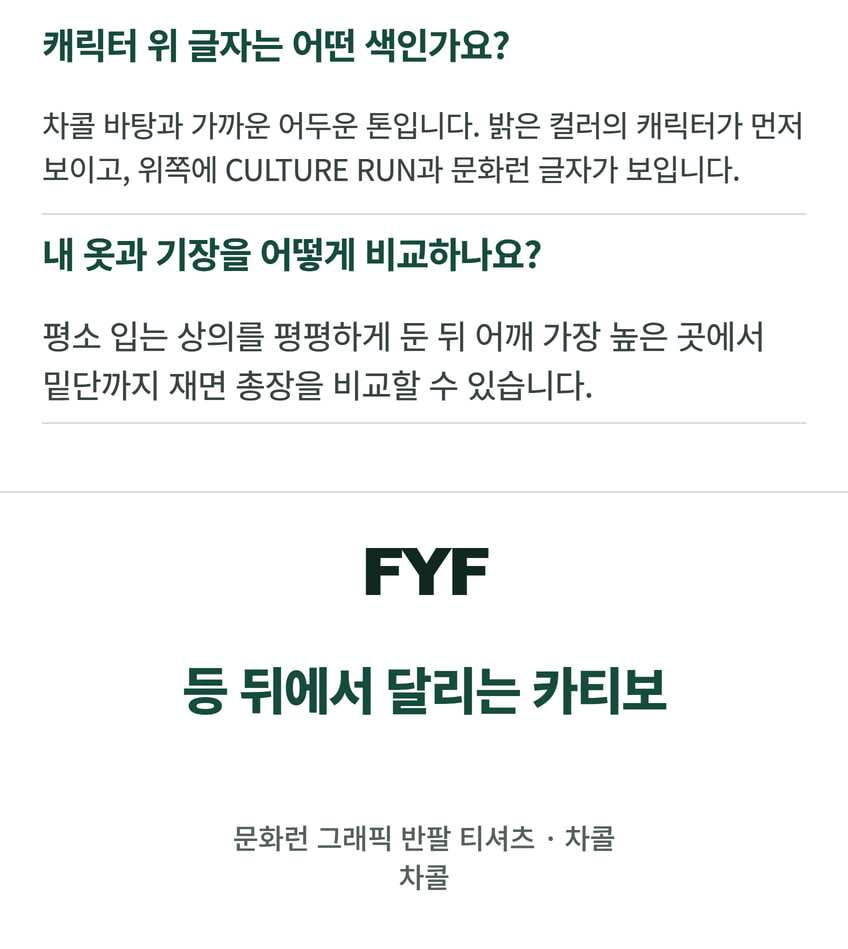 캐릭터 위 글자는 어떤 색인가요?
차콜 바탕과 가까운 어두운 톤입니다. 밝은 컬러의 캐릭터가 먼저
보이고, 위쪽에 CULTURE RUN과 문화런 글자가 보입니다.
내 옷과 기장을 어떻게 비교하나요?
평소 입는 상의를 평평하게 둔 뒤 어깨 가장 높은 곳에서
밑단까지 재면 총장을 비교할 수 있습니다.
FYF
등 뒤에서 달리는 카티보
문화런 그래픽 반팔 티셔츠 · 차콜
차콜